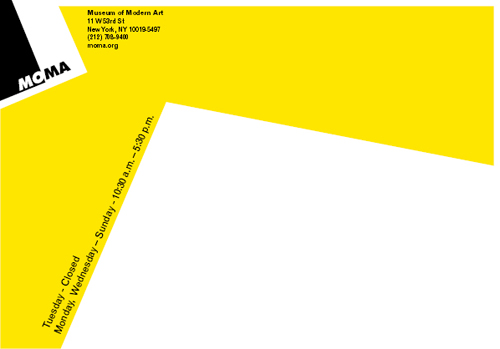 Museum of Modern Art
11 W 53rd St
New York, NY 10019-5497
(212) 708-9400
moma.org
MOMA
Tuesday - Closed
Monday, Wednesday – Sunday - 10:30 a.m. – 5:30 p.m.